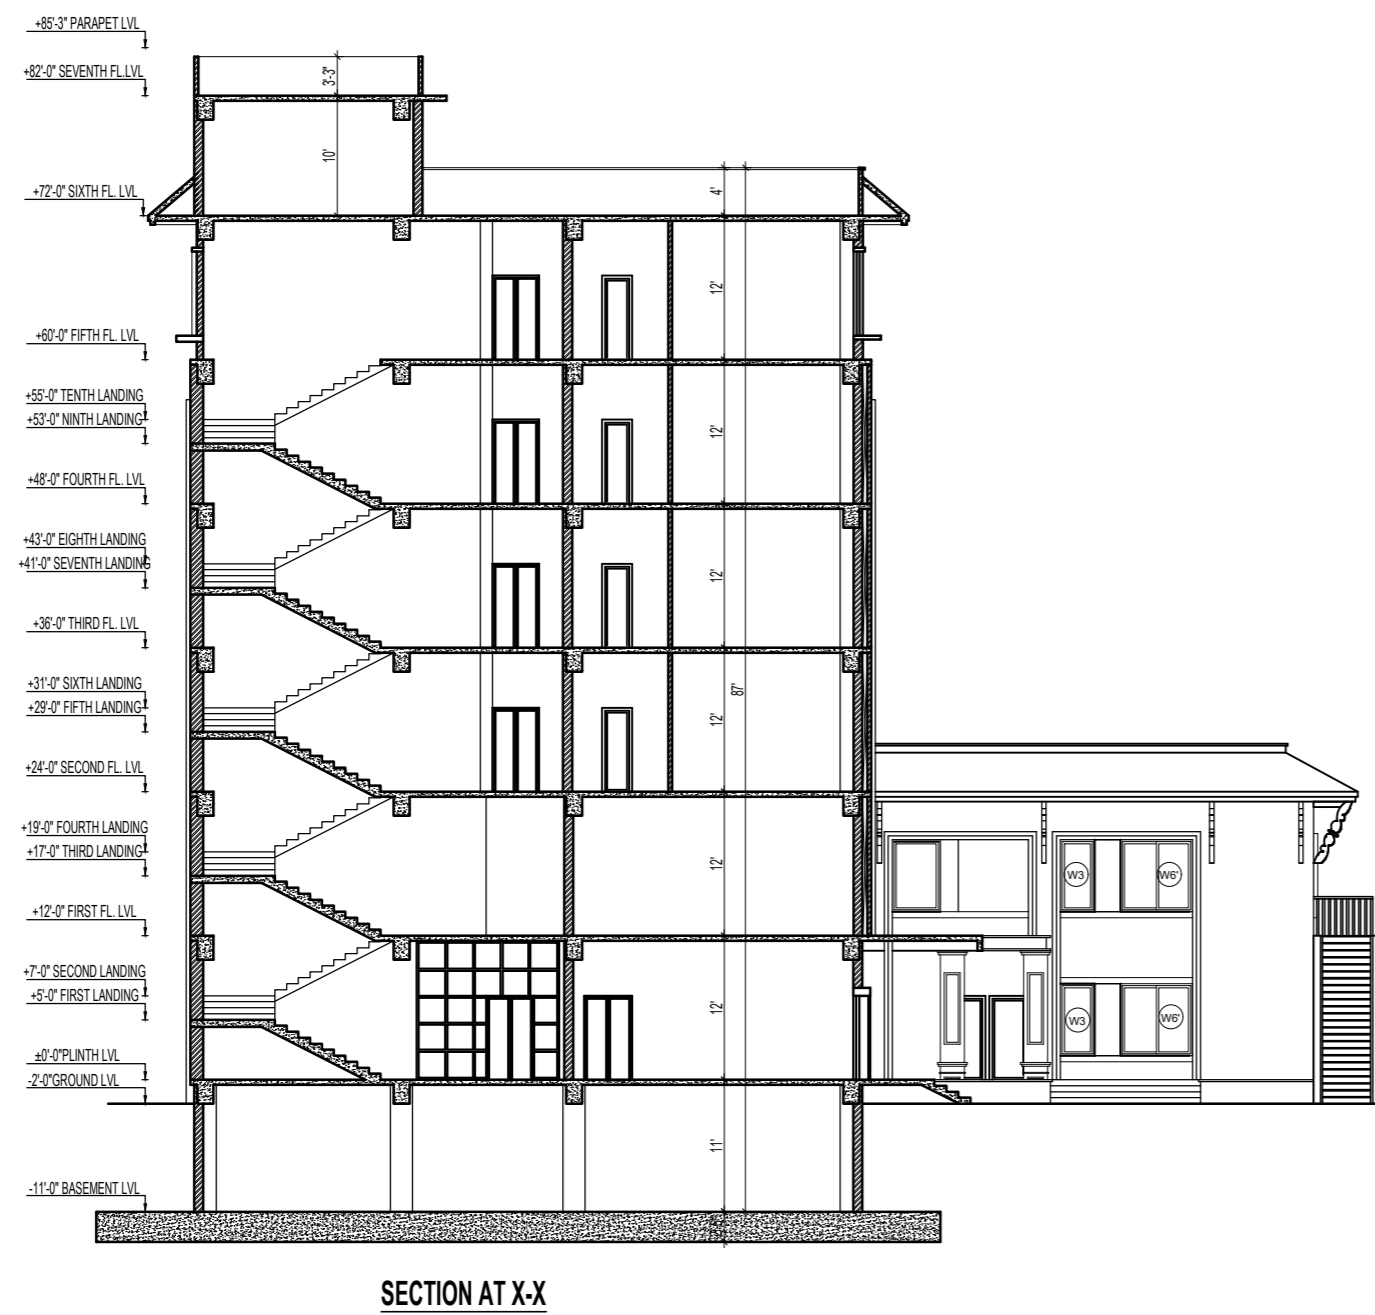 +85'-3" PARAPET LVL
+82'-0" SEVENTH FL.LVL
3'-3"
10'
+72'-0" SIXTH FL. LVL
4'
12'
+60'-0" FIFTH FL. LVL
+55'-0" TENTH LANDING
+53'-0" NINTH LANDING
12'
+48'-0" FOURTH FL. LVL
+43'-0" EIGHTH LANDING
+41'-0" SEVENTH LANDING
12'
+36'-0" THIRD FL. LVL
+31'-0" SIXTH LANDING
+29'-0" FIFTH LANDING
87'
12'
+24'-0" SECOND FL. LVL
+19'-0" FOURTH LANDING
+17'-0" THIRD LANDING
12'
W3
W6'
+12'-0" FIRST FL. LVL
+7'-0" SECOND LANDING
+5'-0" FIRST LANDING
12'
W3
W6'
±0'-0"PLINTH LVL
-2'-0"GROUND LVL
11'
-11'-0" BASEMENT LVL
SECTION AT X-X